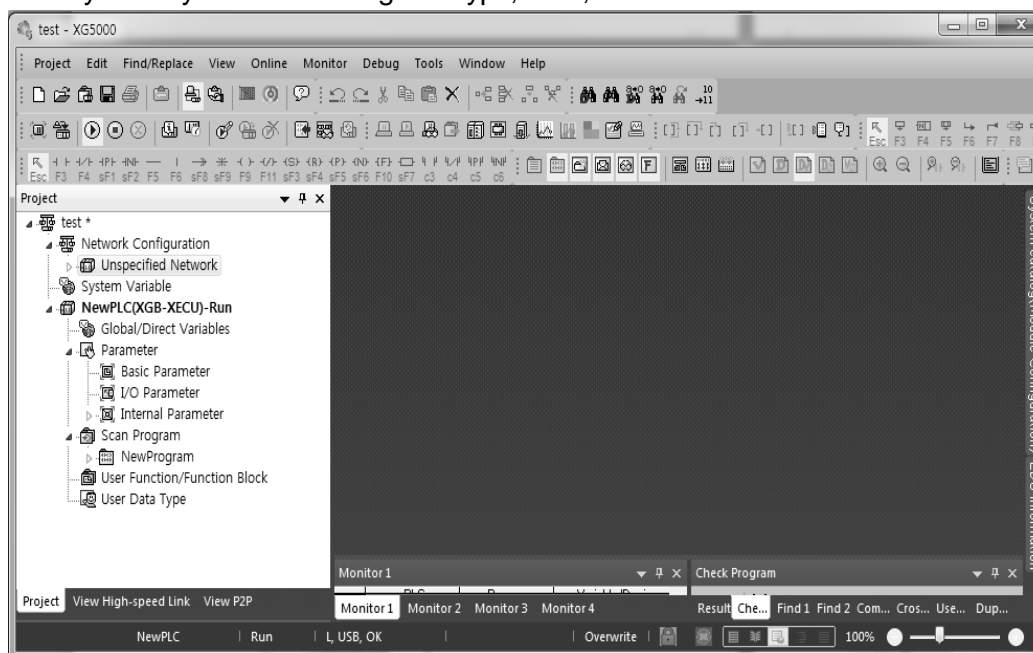 test - XG5000
Project Edit Find/Replace View Online Monitor Debug Tools Window Help
Esc F3 F4 F5 F6 F7 F8
Esc F3 F4 sF1 sF2 F5 F6 sF8 sF9 F9 F11 sF3 sF4 sF5 sF6 F10 sF7 c3 c4 c5 c6
Project
test *
Network Configuration
Unspecified Network
System Variable
NewPLC(XGB-XECU)-Run
Global/Direct Variables
Parameter
Basic Parameter
I/O Parameter
Internal Parameter
Scan Program
NewProgram
User Function/Function Block
User Data Type
Monitor 1
Check Program
Project View High-speed Link View P2P
Monitor 1 Monitor 2 Monitor 3 Monitor 4
Result Che... Find 1 Find 2 Com... Cros... Use... Dup...
NewPLC Run L, USB, OK Overwrite 100%